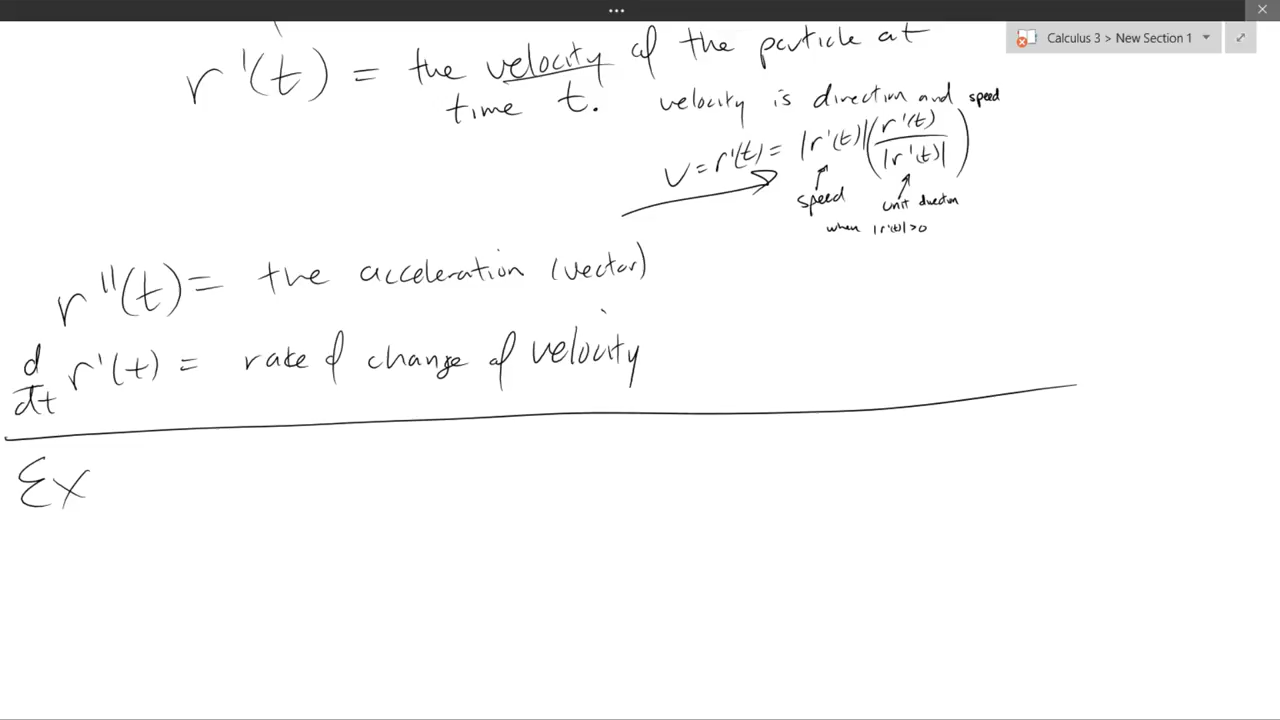 Calculus 3 > New Section 1
r'(t) = the velocity of the particle at
time t.
velocity is direction and speed
V = r'(t) = |r'(t)| (r'(t) / |r'(t)|)
speed
unit direction
when |r'(t)| > 0
r''(t) = the acceleration (vector)
d/dt r'(t) = rate of change of velocity
Ex